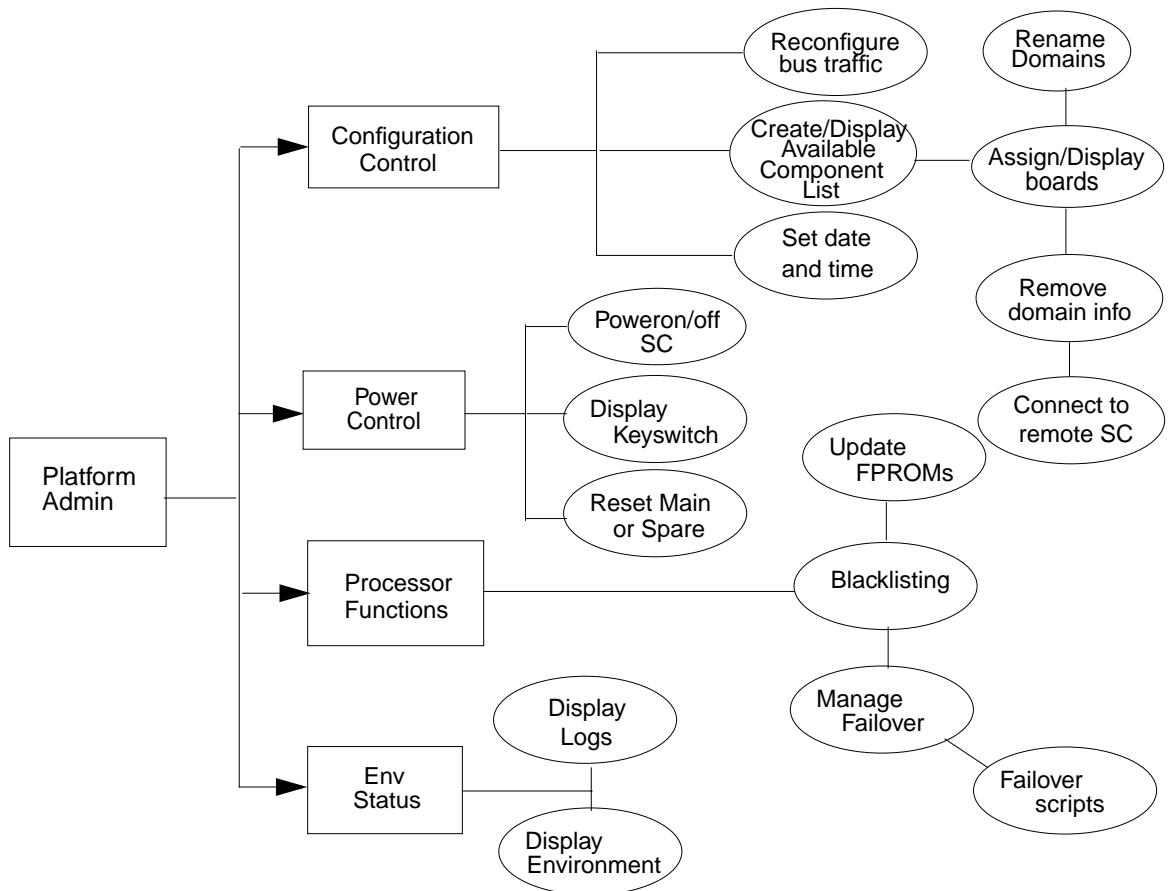 Reconfigure
bus traffic
Rename
Domains
Configuration
Control
Create/Display
Available
Component
List
Assign/Display
boards
Set date
and time
Remove
domain info
Poweron/off
SC
Power
Control
Display
Keyswitch
Connect to
remote SC
Update
FPROMs
Platform
Admin
Reset Main
or Spare
Processor
Functions
Blacklisting
Manage
Failover
Display
Logs
Env
Status
Failover
scripts
Display
Environment